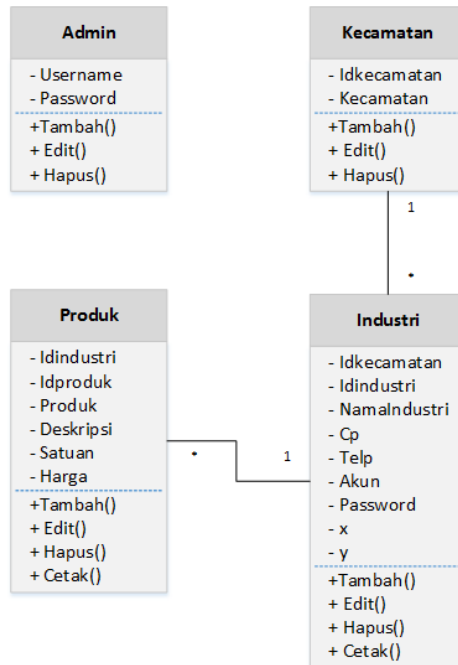 Admin
- Username
- Password
+Tambah()
+ Edit()
+ Hapus()
Kecamatan
- Idkecamatan
- Kecamatan
+Tambah()
+ Edit()
+ Hapus()
1
*
Produk
- Idindustri
- Idproduk
- Produk
- Deskripsi
- Satuan
- Harga
+Tambah()
+ Edit()
+ Hapus()
+ Cetak()
*
1
Industri
- Idkecamatan
- Idindustri
- NamaIndustri
- Cp
- Telp
- Akun
- Password
- x
- y
+Tambah()
+ Edit()
+ Hapus()
+ Cetak()